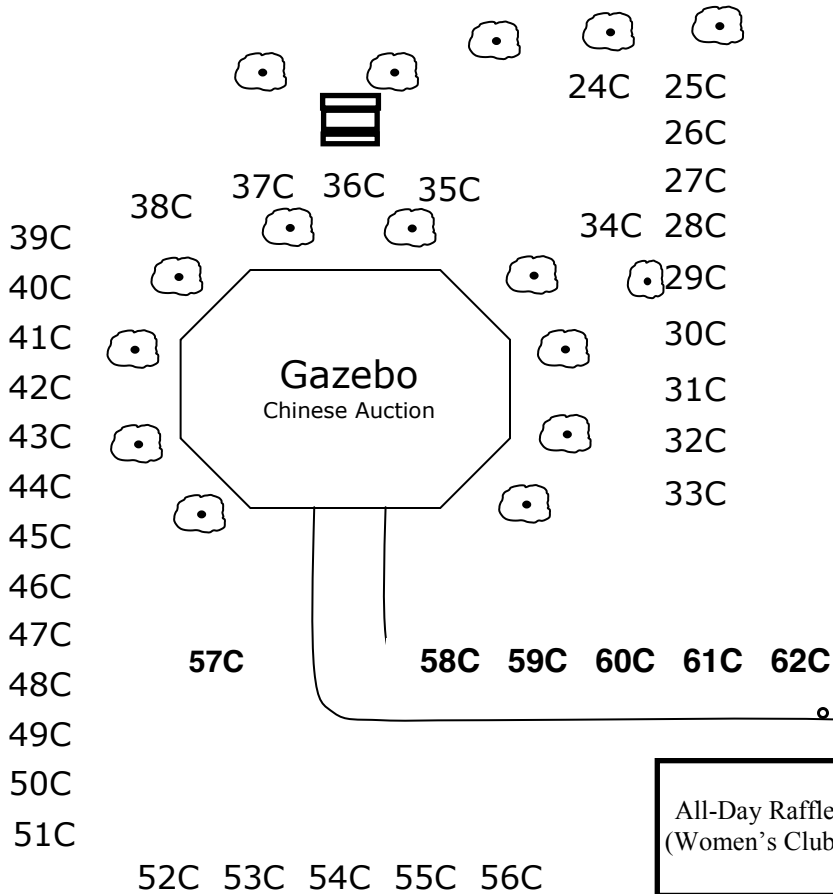 24C 25C
26C
27C
37C 36C 35C
38C
34C 28C
39C
29C
40C
30C
41C
Gazebo
31C
42C
Chinese Auction
43C
32C
44C
33C
45C
46C
47C
57C 58C 59C 60C 61C 62C
48C
49C
50C
All-Day Raffle
51C
(Women's Club
52C 53C 54C 55C 56C